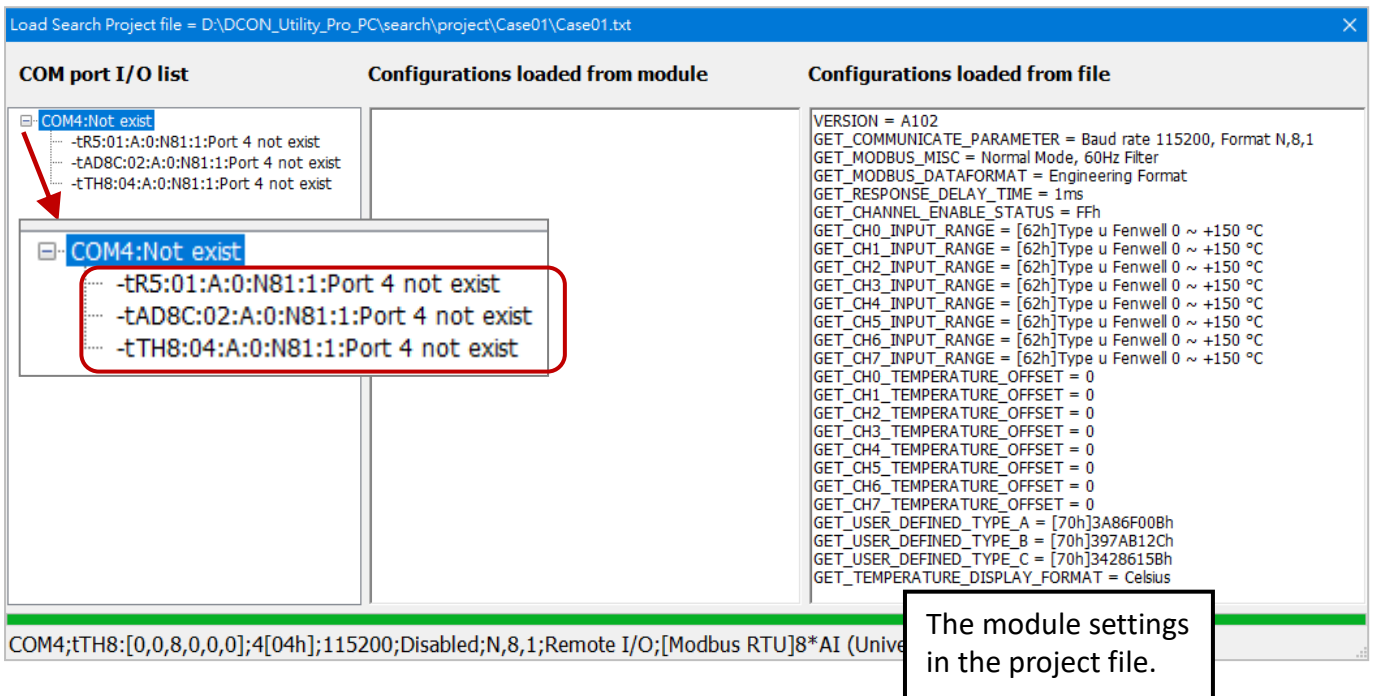 Load Search Project file = D:\DCON_Utility_Pro_PC\search\project\Case01\Case01.txt
COM port I/O list
Configurations loaded from module
Configurations loaded from file
COM4:Not exist
-tR5:01:A:0:N81:1:Port 4 not exist
-tAD8C:02:A:0:N81:1:Port 4 not exist
-tTH8:04:A:0:N81:1:Port 4 not exist
COM4:Not exist
-tR5:01:A:0:N81:1:Port 4 not exist
-tAD8C:02:A:0:N81:1:Port 4 not exist
-tTH8:04:A:0:N81:1:Port 4 not exist
VERSION = A102
GET_COMMUNICATE_PARAMETER = Baud rate 115200, Format N,8,1
GET_MODBUS_MISC = Normal Mode, 60Hz Filter
GET_MODBUS_DATAFORMAT = Engineering Format
GET_RESPONSE_DELAY_TIME = 1ms
GET_CHANNEL_ENABLE_STATUS = FFh
GET_CH0_INPUT_RANGE = [62h]Type u Fenwell 0 ~ +150 °C
GET_CH1_INPUT_RANGE = [62h]Type u Fenwell 0 ~ +150 °C
GET_CH2_INPUT_RANGE = [62h]Type u Fenwell 0 ~ +150 °C
GET_CH3_INPUT_RANGE = [62h]Type u Fenwell 0 ~ +150 °C
GET_CH4_INPUT_RANGE = [62h]Type u Fenwell 0 ~ +150 °C
GET_CH5_INPUT_RANGE = [62h]Type u Fenwell 0 ~ +150 °C
GET_CH6_INPUT_RANGE = [62h]Type u Fenwell 0 ~ +150 °C
GET_CH7_INPUT_RANGE = [62h]Type u Fenwell 0 ~ +150 °C
GET_CH0_TEMPERATURE_OFFSET = 0
GET_CH1_TEMPERATURE_OFFSET = 0
GET_CH2_TEMPERATURE_OFFSET = 0
GET_CH3_TEMPERATURE_OFFSET = 0
GET_CH4_TEMPERATURE_OFFSET = 0
GET_CH5_TEMPERATURE_OFFSET = 0
GET_CH6_TEMPERATURE_OFFSET = 0
GET_CH7_TEMPERATURE_OFFSET = 0
GET_USER_DEFINED_TYPE_A = [70h]3A86F00Bh
GET_USER_DEFINED_TYPE_B = [70h]397AB12Ch
GET_USER_DEFINED_TYPE_C = [70h]3428615Bh
GET_TEMPERATURE_DISPLAY_FORMAT = Celsius
COM4;tTH8:[0,0,8,0,0,0];4[04h];115200;Disabled;N,8,1;Remote I/O;[Modbus RTU]8*AI (Unive
The module settings
in the project file.